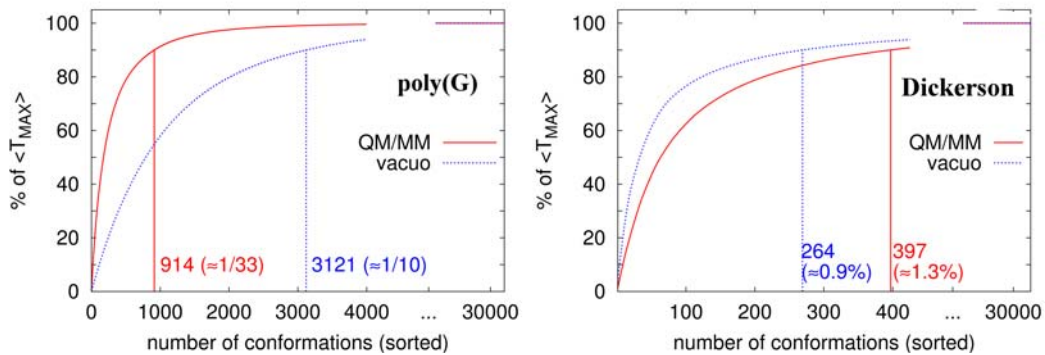 100
80
60
40
20
0
% of <T_MAX>
poly(G)
QM/MM
vacuo
914 (≈1/33)
3121 (≈1/10)
0 1000 2000 3000 4000 ... 30000
number of conformations (sorted)
100
80
60
40
20
0
% of <T_MAX>
Dickerson
QM/MM
vacuo
264
(≈0.9%)
397
(≈1.3%)
100 200 300 400 ... 30000
number of conformations (sorted)